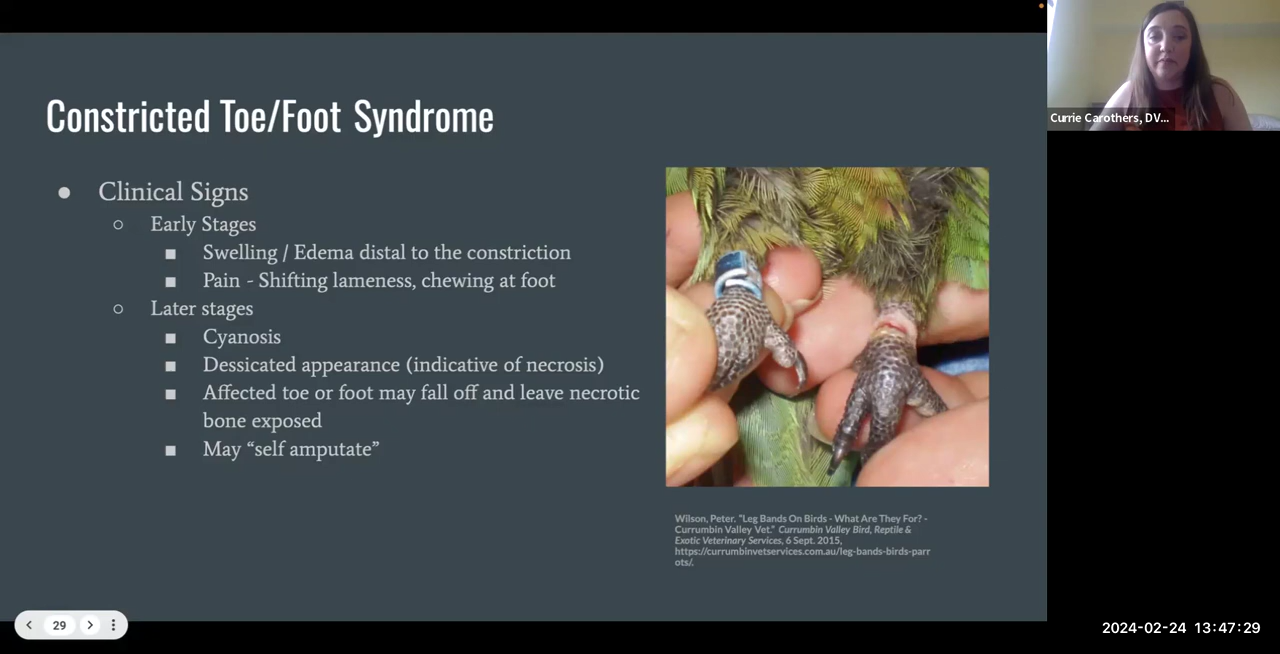 Constricted Toe/Foot Syndrome
● Clinical Signs
○ Early Stages
■ Swelling / Edema distal to the constriction
■ Pain - Shifting lameness, chewing at foot
○ Later stages
■ Cyanosis
■ Dessicated appearance (indicative of necrosis)
■ Affected toe or foot may fall off and leave necrotic
bone exposed
■ May “self amputate”
Wilson, Peter. “Leg Bands On Birds - What Are They For? -
Currumbin Valley Vet.” Currumbin Valley Bird, Reptile &
Exotic Veterinary Services, 6 Sept. 2015,
https://currumbinvetservices.com.au/leg-bands-birds-parr
ots/.
29
Currie Carothers, DV...
2024-02-24 13:47:29